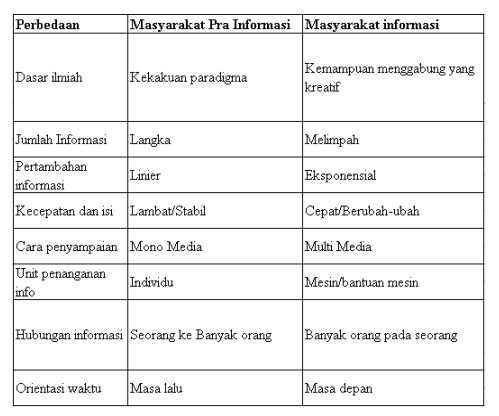 Perbedaan Masyarakat Pra Informasi Masyarakat informasi
Dasar ilmiah Kekakuan paradigma Kemampuan menggabung yang
kreatif
Jumlah Informasi Langka Melimpah
Pertambahan
informasi Linier Eksponensial
Kecepatan dan isi Lambat/Stabil Cepat/Berubah-ubah
Cara penyampaian Mono Media Multi Media
Unit penanganan
info Individu Mesin/bantuan mesin
Hubungan informasi Seorang ke Banyak orang Banyak orang pada seorang
Orientasi waktu Masa lalu Masa depan